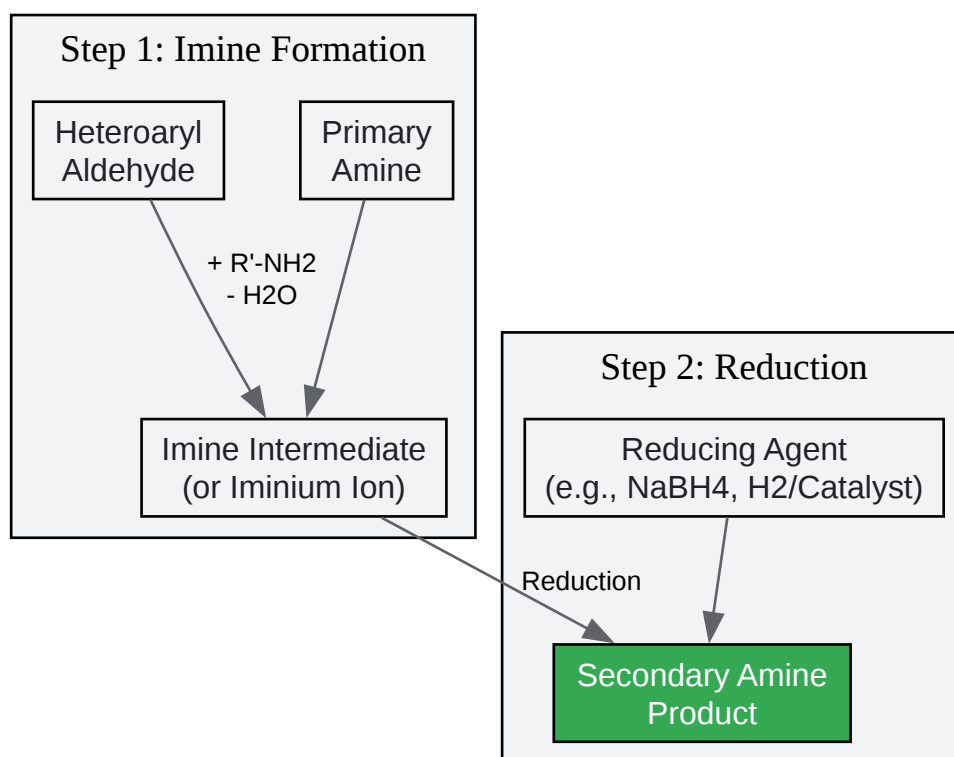 Step 1: Imine Formation
Heteroaryl
Aldehyde
Primary
Amine
+ R'-NH2
- H2O
Imine Intermediate
(or Iminium Ion)
Step 2: Reduction
Reducing Agent
(e.g., NaBH4, H2/Catalyst)
Reduction
Secondary Amine
Product